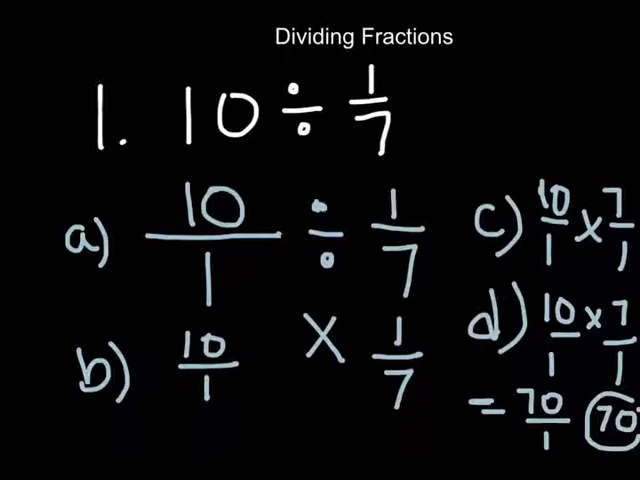 Dividing Fractions
1. 10 ÷ 1/7
a) 10/1 ÷ 1/7
b) 10/1 × 1/7
c) 10/1 × 7/1
d) 10/1 × 7/1
= 70/1 70